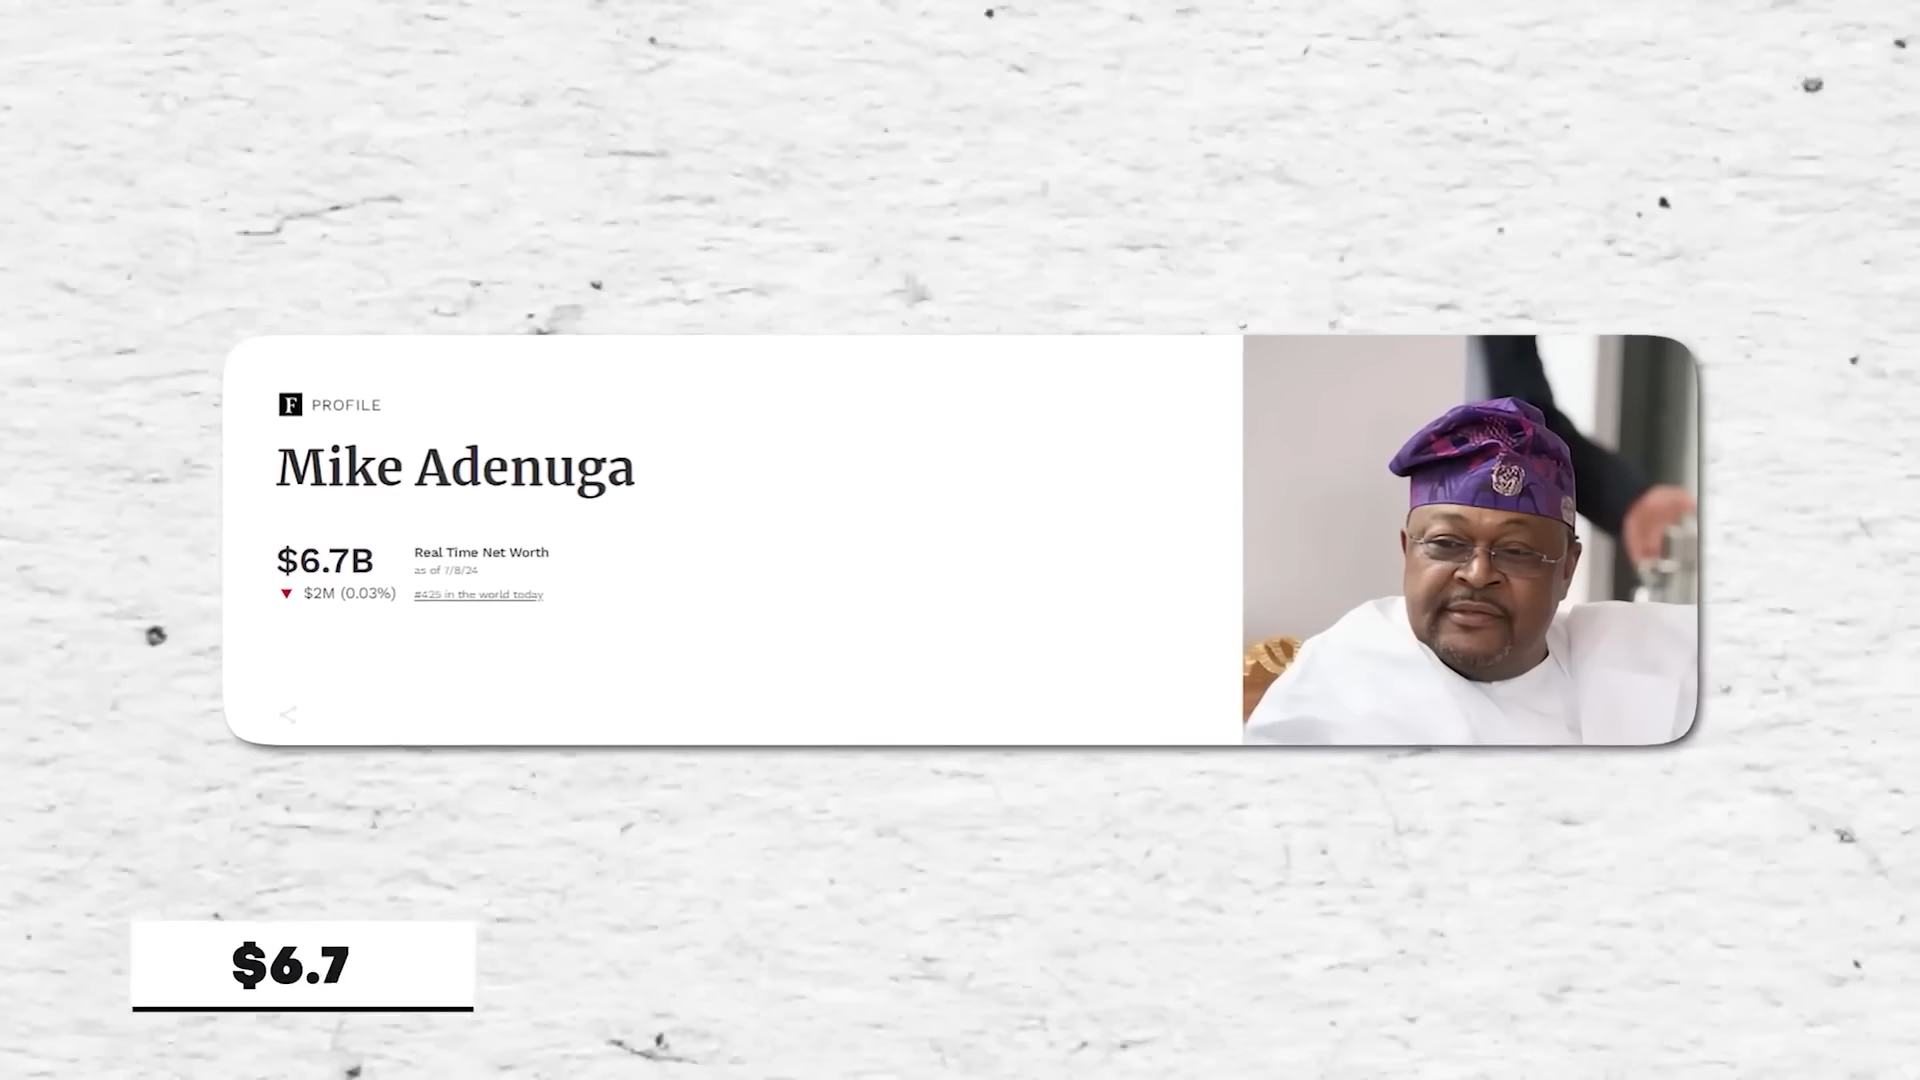 F PROFILE
Mike Adenuga
$6.7B
Real Time Net Worth
as of 7/8/24
$2M (0.03%)
#425 in the world today
$6.7